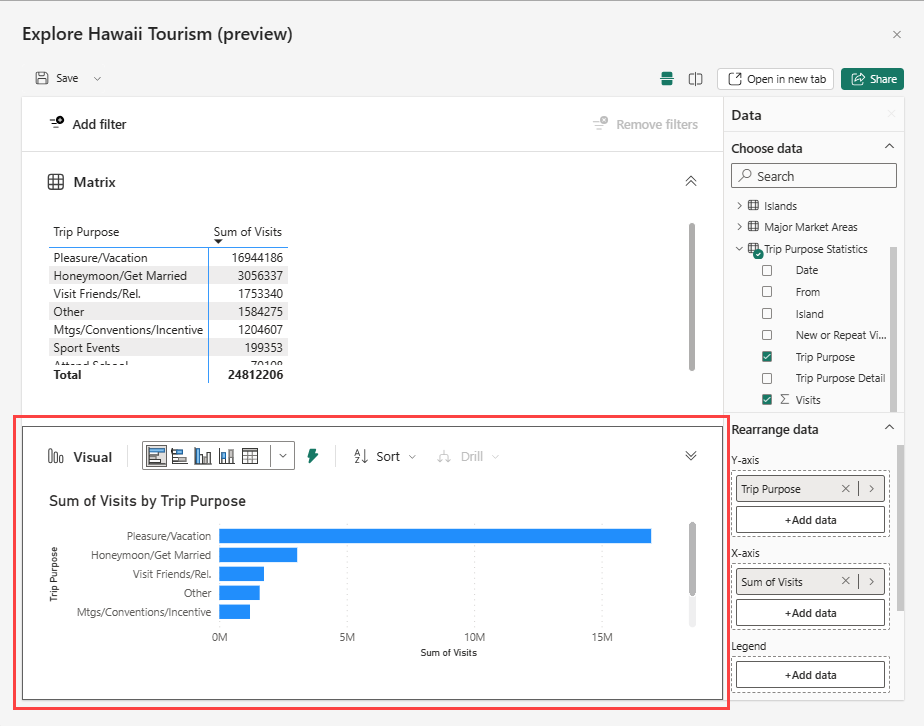 Explore Hawaii Tourism (preview)
Save
Open in new tab
Share
Add filter
Remove filters
Matrix
Trip Purpose Sum of Visits
Pleasure/Vacation 16944186
Honeymoon/Get Married 3056337
Visit Friends/Rel. 1753340
Other 1584275
Mtgs/Conventions/Incentive 1204607
Sport Events 199353
Total 24812206
Visual
Sort
Drill
Sum of Visits by Trip Purpose
Trip Purpose
Pleasure/Vacation
Honeymoon/Get Married
Visit Friends/Rel.
Other
Mtgs/Conventions/Incentive
0M 5M 10M 15M
Sum of Visits
Data
Choose data
Search
Islands
Major Market Areas
Trip Purpose Statistics
Date
From
Island
New or Repeat Vi...
Trip Purpose
Trip Purpose Detail
Σ Visits
Rearrange data
Y-axis
Trip Purpose
+Add data
X-axis
Sum of Visits
+Add data
Legend
+Add data